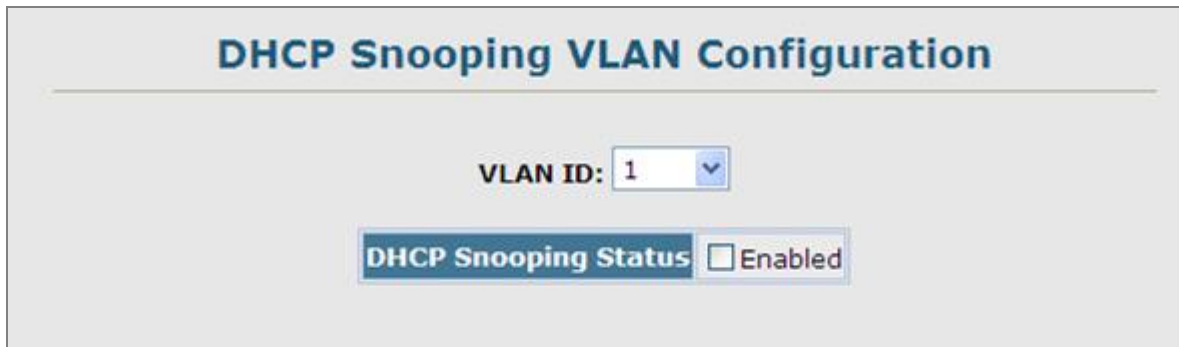 DHCP Snooping VLAN Configuration
VLAN ID: 1
DHCP Snooping Status Enabled